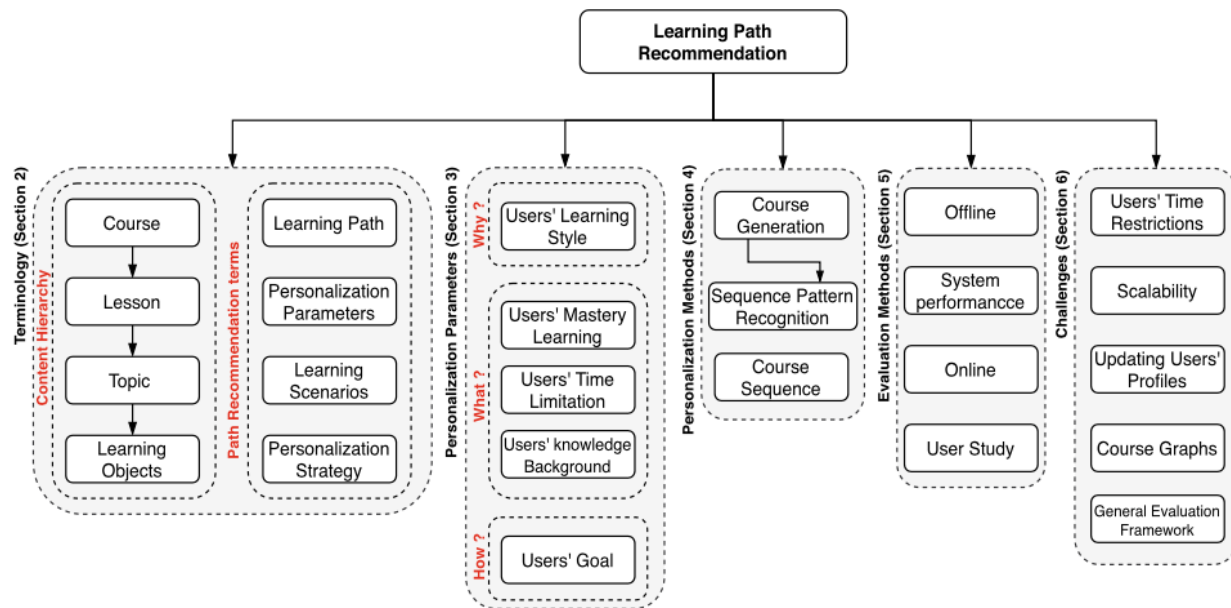 Learning Path
Recommendation
Terminology (Section 2)
Content Hierarchy
Course
Lesson
Topic
Learning
Objects
Path Recommendation terms
Learning Path
Personalization
Parameters
Learning
Scenarios
Personalization
Strategy
Personalization Parameters (Section 3)
Why ?
Users' Learning
Style
What ?
Users' Mastery
Learning
Users' Time
Limitation
Users' knowledge
Background
How ?
Users' Goal
Personalization Methods (Section 4)
Course
Generation
Sequence Pattern
Recognition
Course
Sequence
Evaluation Methods (Section 5)
Offline
System
performancce
Online
User Study
Challenges (Section 6)
Users' Time
Restrictions
Scalability
Updating Users'
Profiles
Course Graphs
General Evaluation
Framework